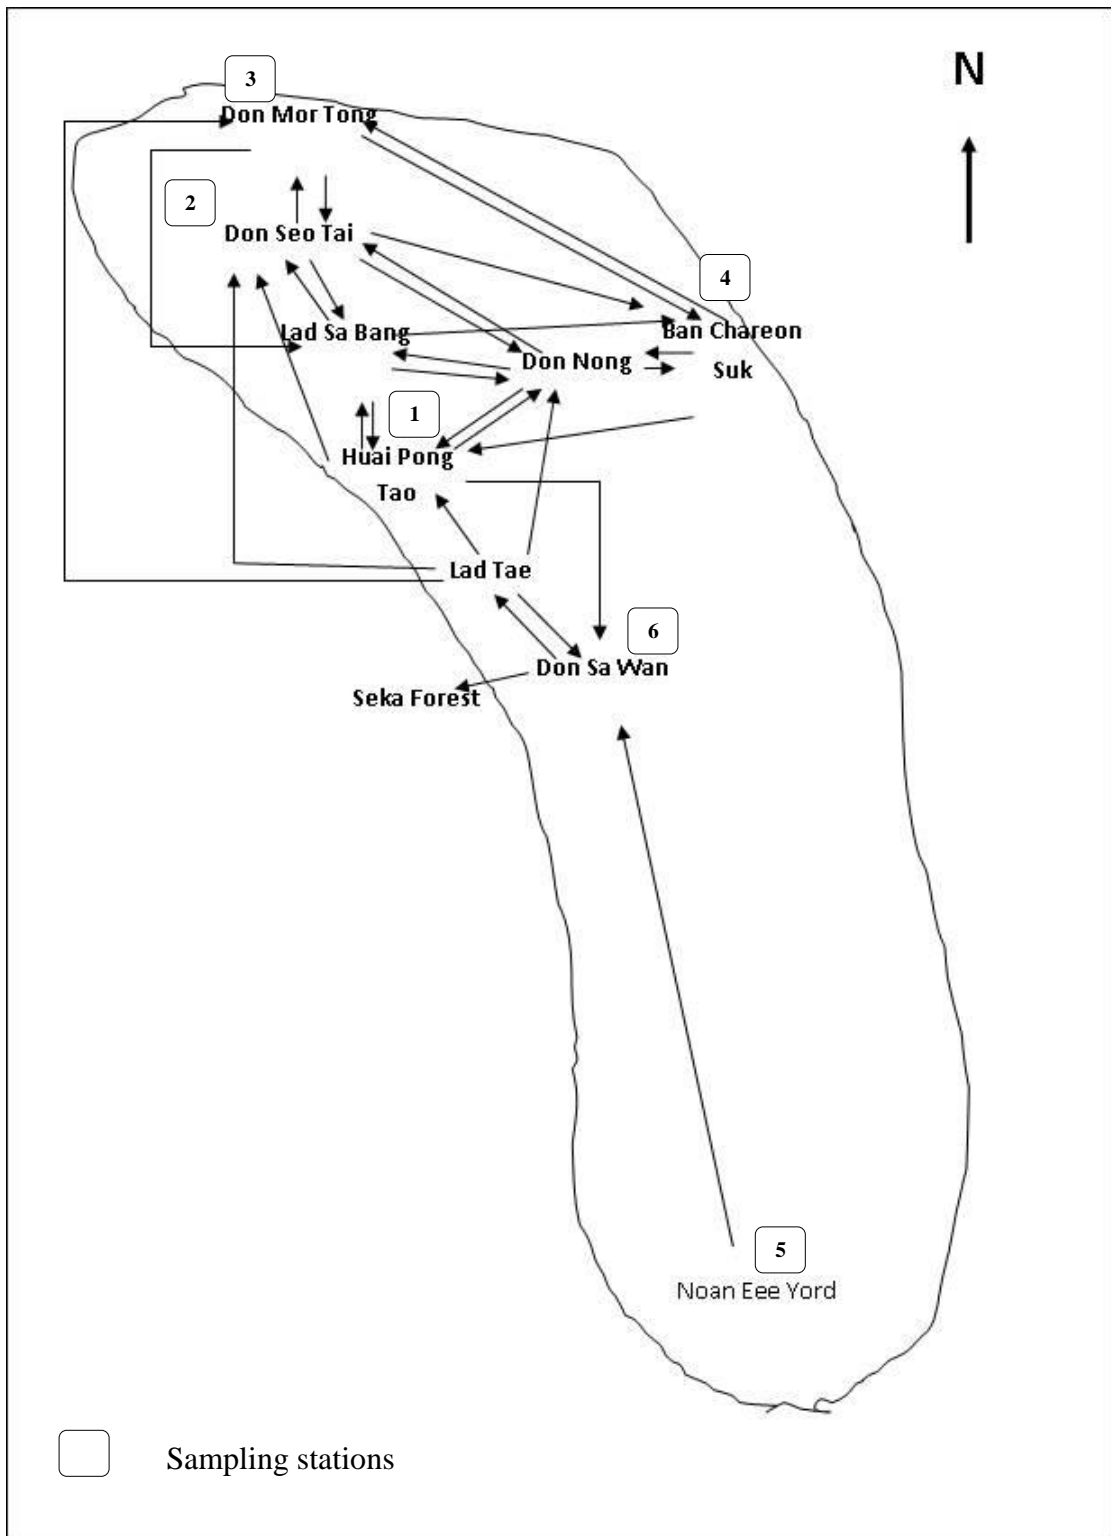 N
3
Don Mor Tong
2
Don Seo Tai
4
Lad Sa Bang
Ban Chareon
Suk
Don Nong
1
Huai Pong
Tao
Lad Tae
6
Don Sa Wan
Seka Forest
5
Noan Eee Yord
Sampling stations